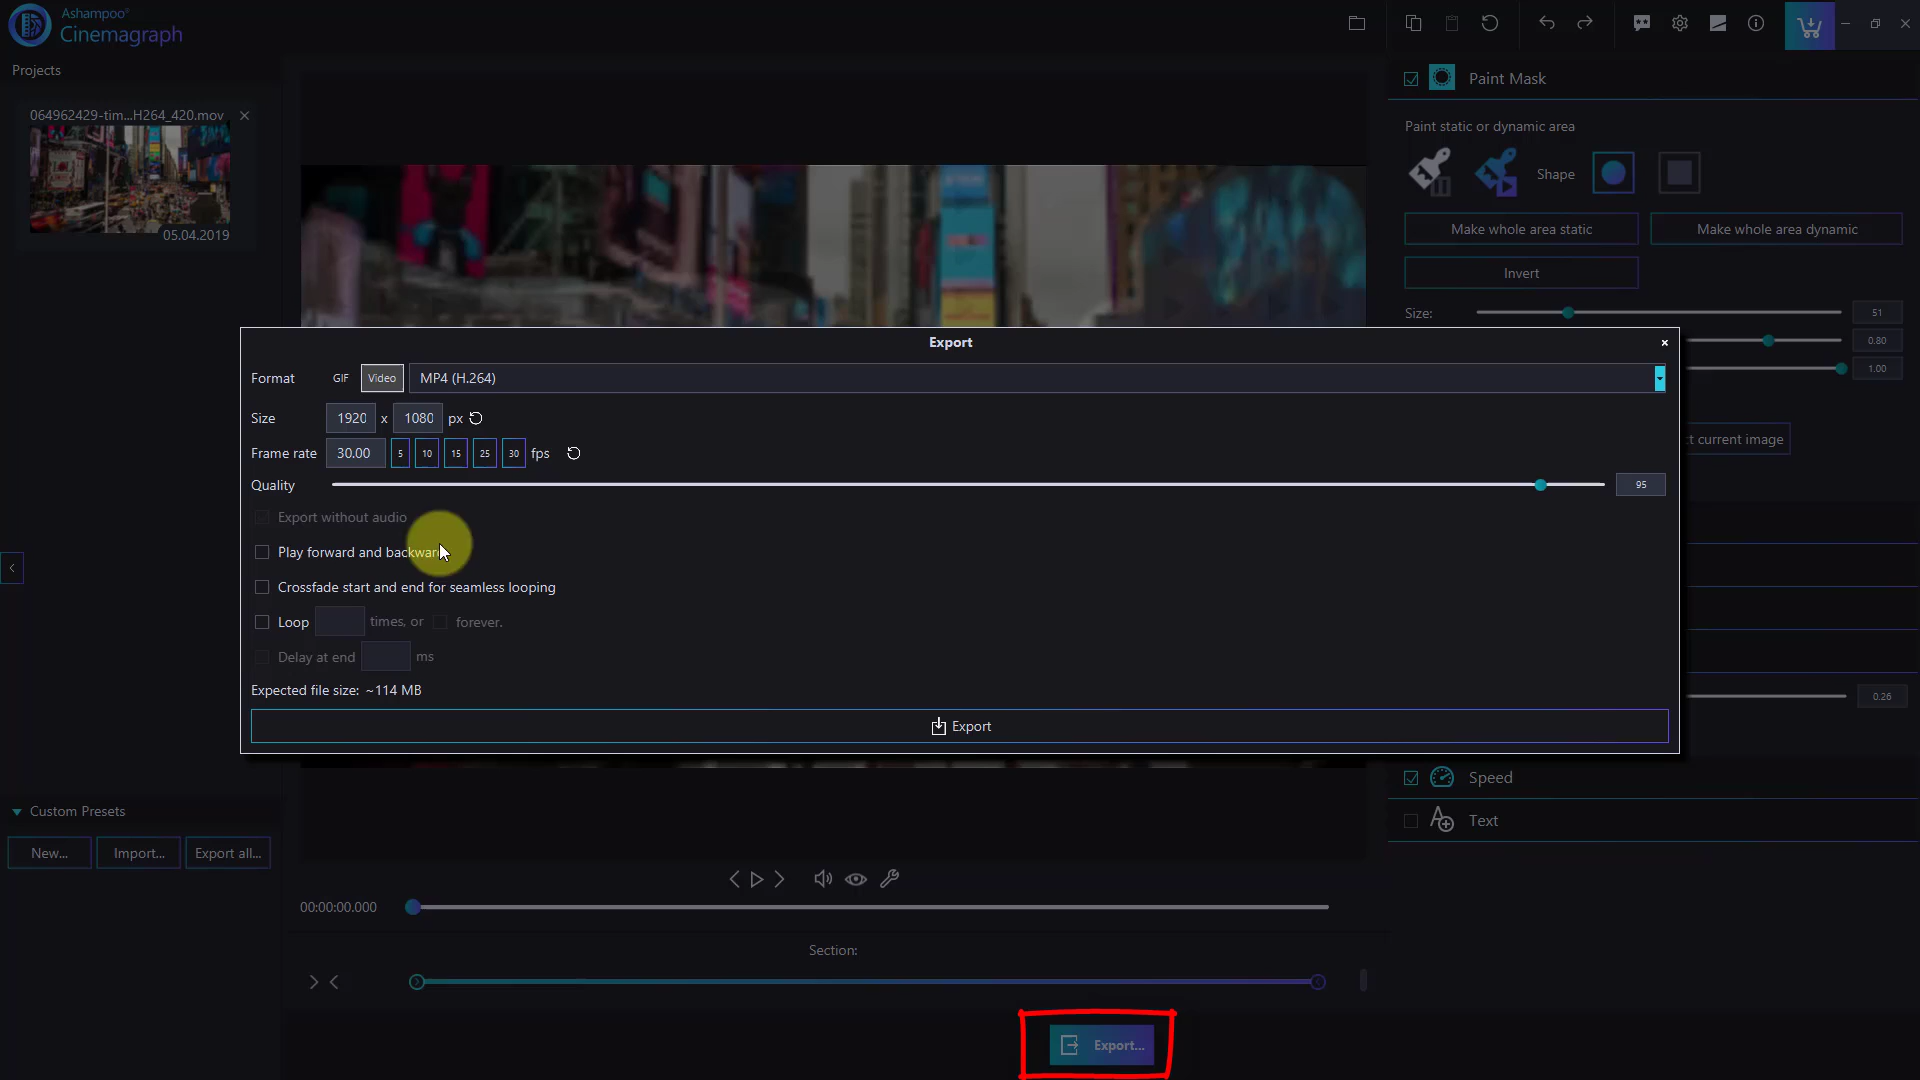 Ashampoo®
Cinemagraph
Projects
064962429-tim...H264_420.mov
05.04.2019
Paint Mask
Paint static or dynamic area
Shape
Make whole area static
Make whole area dynamic
Invert
Size:
51
0.80
1.00
Export
Format
GIF
Video
MP4 (H.264)
Size
1920 x 1080 px
Frame rate
30.00
5
10
15
25
30
fps
Quality
95
Export without audio
Play forward and backward
Crossfade start and end for seamless looping
Loop
times, or
forever.
Delay at end
ms
Expected file size: ~114 MB
Export
current image
0.26
Speed
Text
Custom Presets
New...
Import...
Export all...
00:00:00.000
Section:
Export...